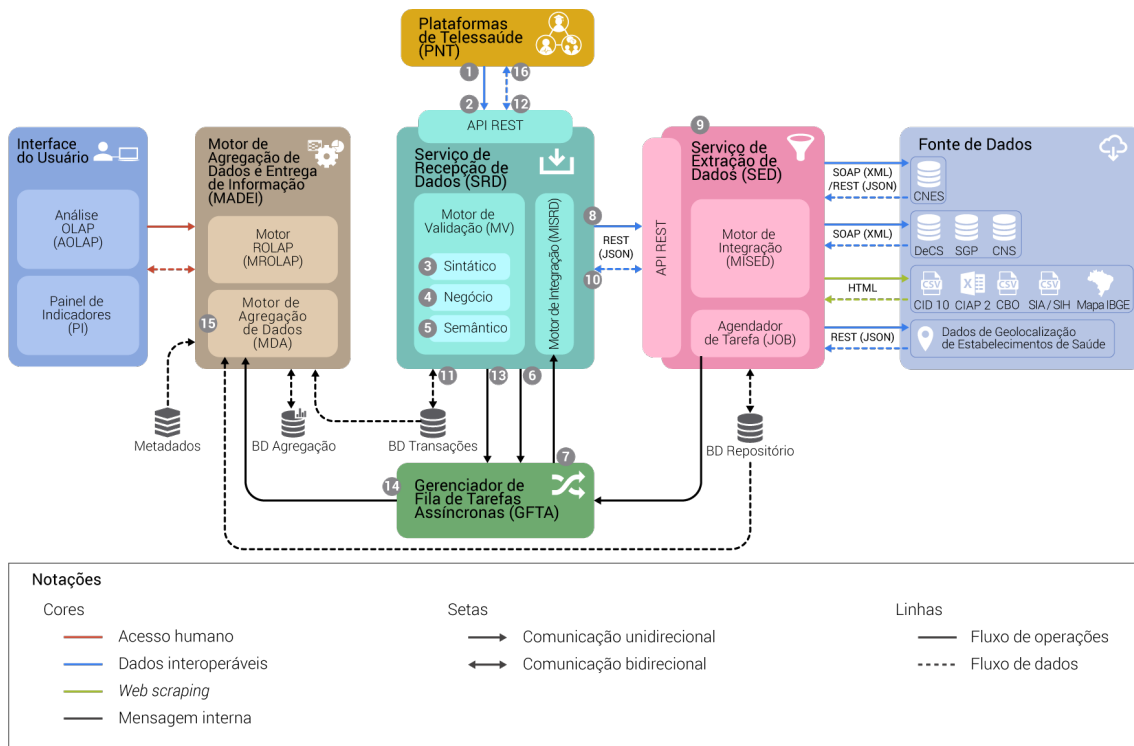 Plataformas
de Telessaúde
(PNT)
1
16
2
12
API REST
Interface
do Usuário
Análise
OLAP
(AOLAP)
Painel de
Indicadores
(PI)
Motor de
Agregação de
Dados e Entrega
de Informação
(MADEI)
Motor
ROLAP
(MROLAP)
15
Motor de
Agregação
de Dados
(MDA)
Serviço de
Recepção de
Dados (SRD)
Motor de
Validação (MV)
3 Sintático
4 Negócio
5 Semântico
Motor de Integração (MISRD)
8
REST
(JSON)
10
API REST
9
Serviço de
Extração de
Dados (SED)
Motor de
Integração
(MISED)
Agendador
de Tarefa (JOB)
SOAP (XML)
/REST (JSON)
SOAP (XML)
HTML
REST (JSON)
Fonte de Dados
CNES
DeCS SGP CNS
CSV X CSV CSV
CID 10 CIAP 2 CBO SIA / SIH Mapa IBGE
Dados de Geolocalização
de Estabelecimentos de Saúde
11
13
6
Metadados
BD Agregação
BD Transações
BD Repositório
7
14
Gerenciador de
Fila de Tarefas
Assíncronas (GFTA)
Notações
Cores
Acesso humano
Dados interoperáveis
Web scraping
Mensagem interna
Setas
Comunicação unidirecional
Comunicação bidirecional
Linhas
Fluxo de operações
Fluxo de dados